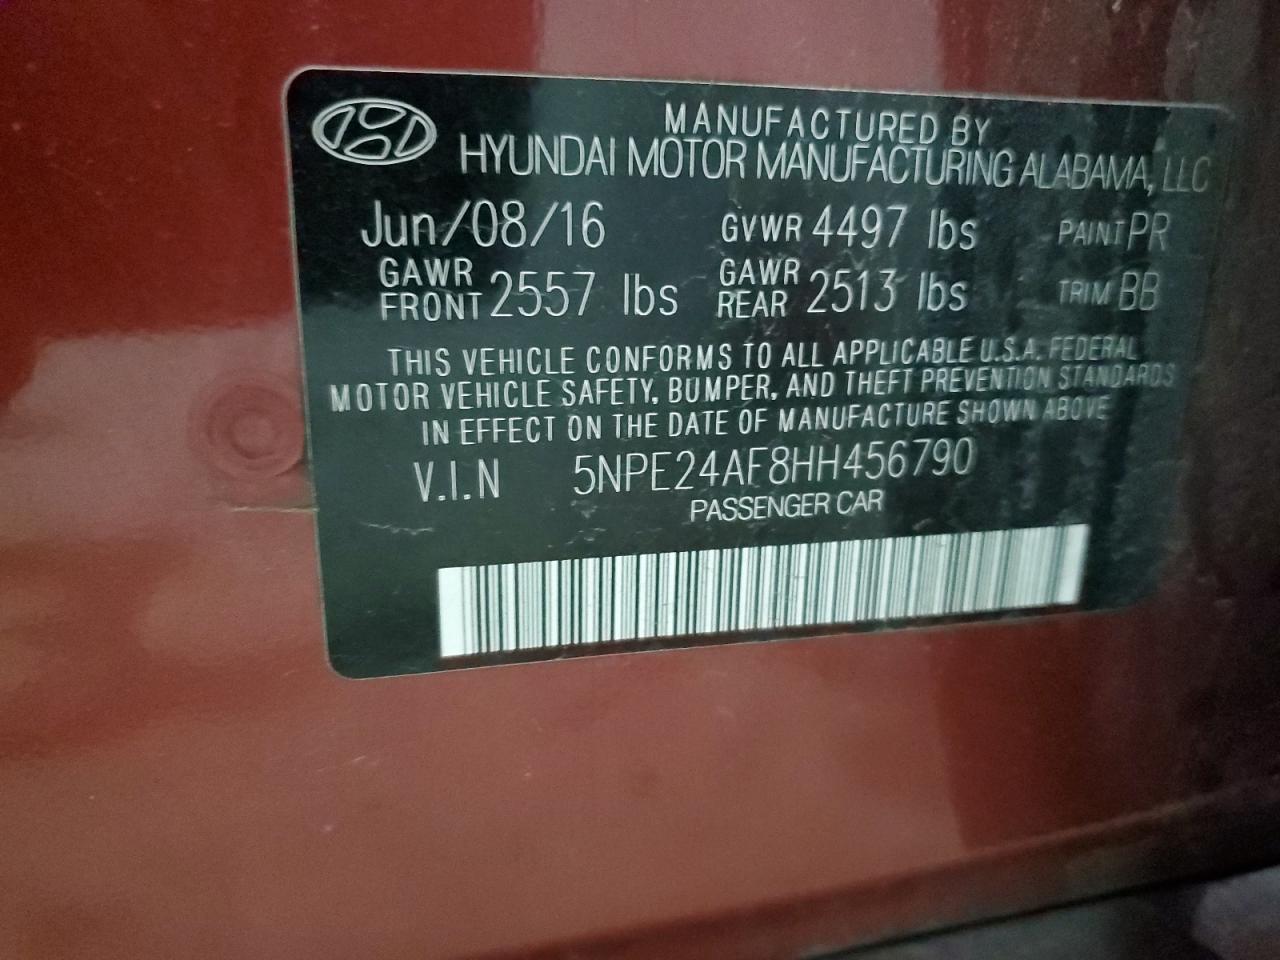 MANUFACTURED BY
HYUNDAI MOTOR MANUFACTURING ALABAMA, LLC
Jun/08/16 GVWR 4497 lbs PAINT PR
GAWR FRONT 2557 lbs GAWR REAR 2513 lbs TRIM BB
THIS VEHICLE CONFORMS TO ALL APPLICABLE U.S.A. FEDERAL
MOTOR VEHICLE SAFETY, BUMPER, AND THEFT PREVENTION STANDARDS
IN EFFECT ON THE DATE OF MANUFACTURE SHOWN ABOVE
V.I.N 5NPE24AF8HH456790
PASSENGER CAR